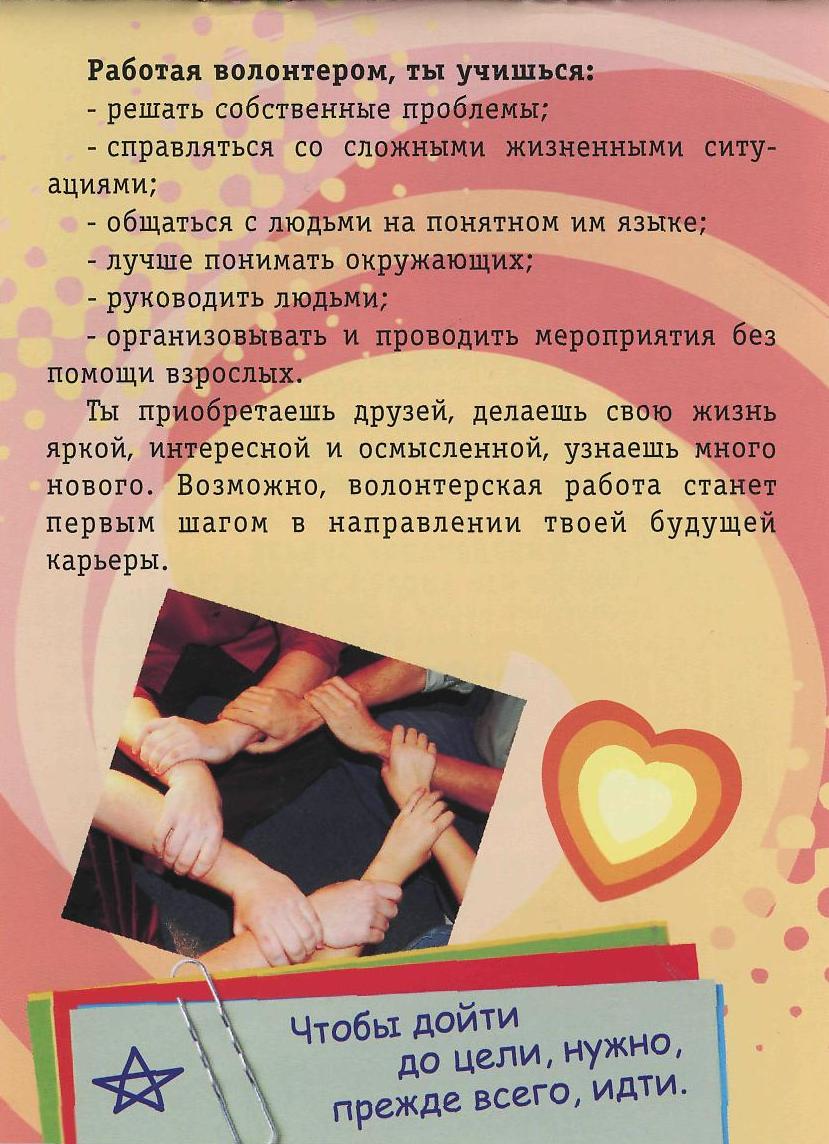 Работая волонтером, ты учишься:
- решать собственные проблемы;
- справляться со сложными жизненными ситу-
ациями;
- общаться с людьми на понятном им языке;
- лучше понимать окружающих;
- руководить людьми;
- организовывать и проводить мероприятия без
помощи взрослых.
Ты приобретаешь друзей, делаешь свою жизнь
яркой, интересной и осмысленной, узнаешь много
нового. Возможно, волонтерская работа станет
первым шагом в направлении твоей будущей
карьеры.
Чтобы дойти
до цели, нужно,
прежде всего, идти.